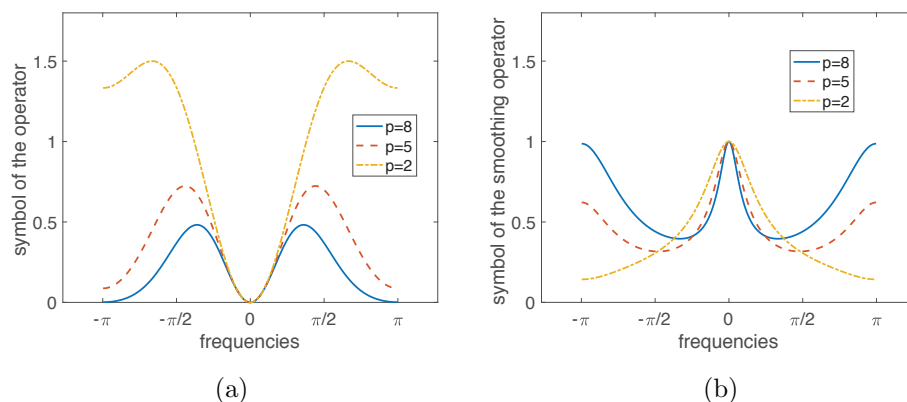 symbol of the operator
1.5
1
0.5
0
-π
-π/2
0
π/2
π
frequencies
p=8
p=5
p=2
(a)
symbol of the smoothing operator
1.5
1
0.5
0
-π
-π/2
0
π/2
π
frequencies
p=8
p=5
p=2
(b)